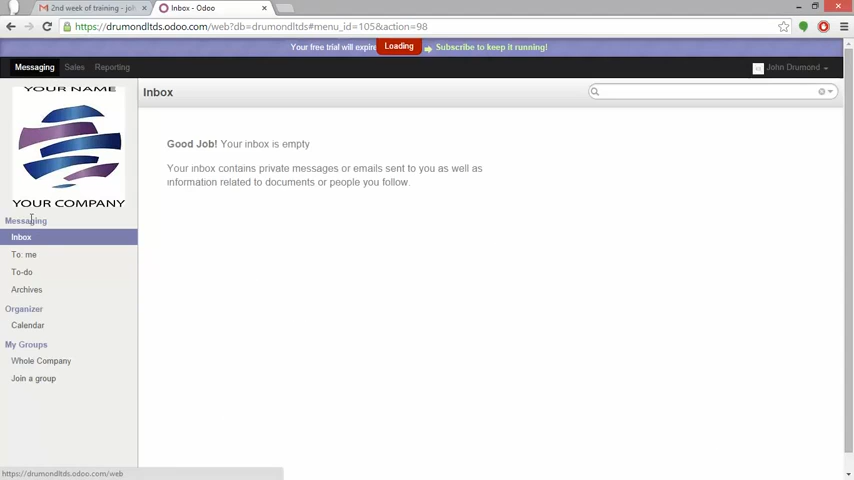 2nd week of training - joh
Inbox - Odoo
https://drumondltds.odoo.com/web?db=drumondltds#menu_id=105&action=98
Your free trial will expire
Loading
Subscribe to keep it running!
Messaging
Sales
Reporting
John Drumond
YOUR NAME
YOUR COMPANY
Inbox
Good Job! Your inbox is empty
Your inbox contains private messages or emails sent to you as well as
information related to documents or people you follow.
Messaging
Inbox
To: me
To-do
Archives
Organizer
Calendar
My Groups
Whole Company
Join a group
https://drumondltds.odoo.com/web